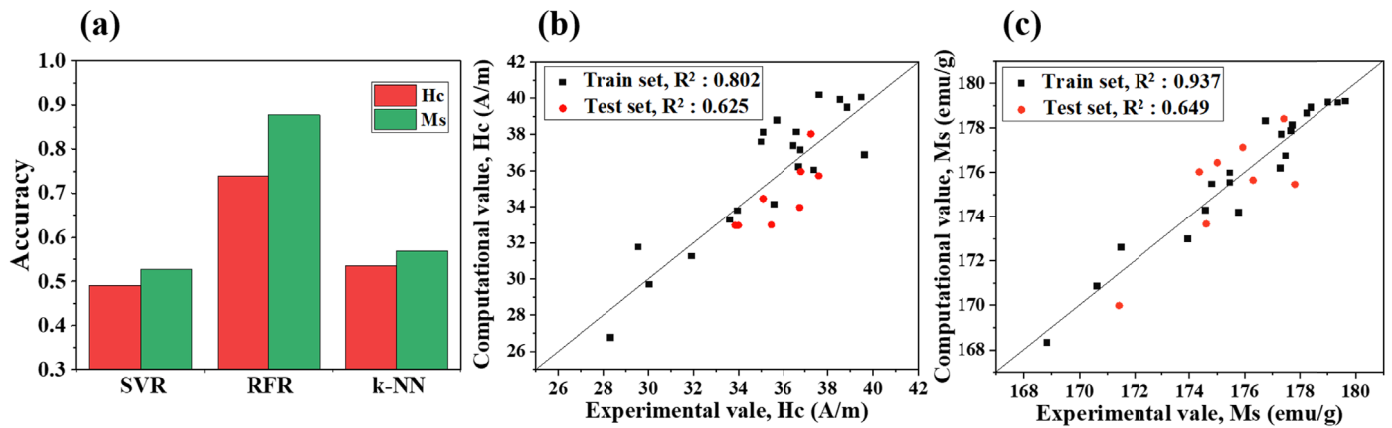 (a)
Accuracy
1.0
0.9
0.8
0.7
0.6
0.5
0.4
0.3
Hc
Ms
SVR
RFR
k-NN
(b)
Computational value, Hc (A/m)
42
40
38
36
34
32
30
28
26
Train set, R² : 0.802
Test set, R² : 0.625
26
30
34
36
40
42
Experimental vale, Hc (A/m)
(c)
Computational value, Ms (emu/g)
180
178
176
174
172
170
168
Train set, R² : 0.937
Test set, R² : 0.649
168
170
172
174
176
178
180
Experimental vale, Ms (emu/g)